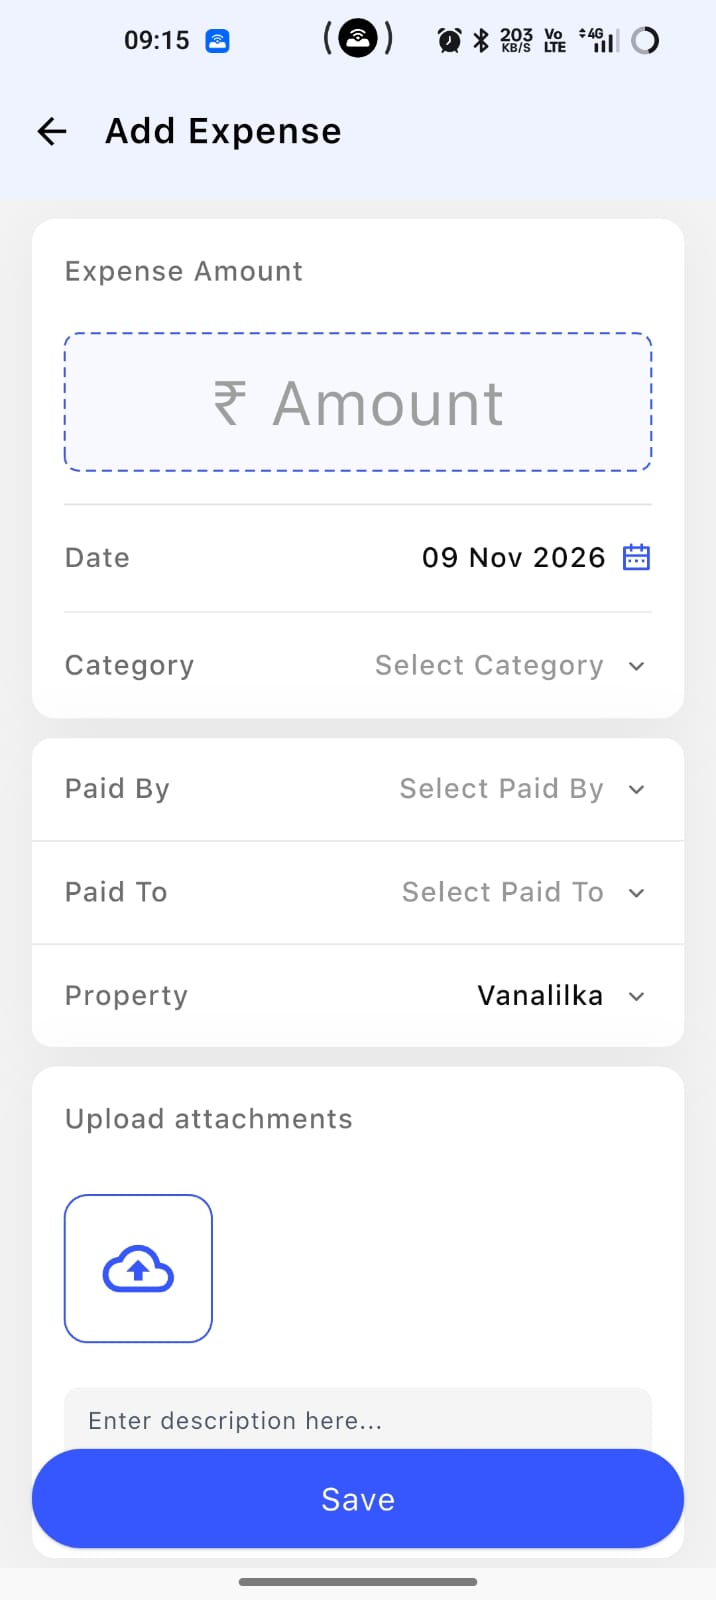 09:15
203 KB/S Vo LTE 4G
Add Expense
Expense Amount
₹ Amount
Date 09 Nov 2026
Category Select Category
Paid By Select Paid By
Paid To Select Paid To
Property Vanalilka
Upload attachments
Enter description here...
Save